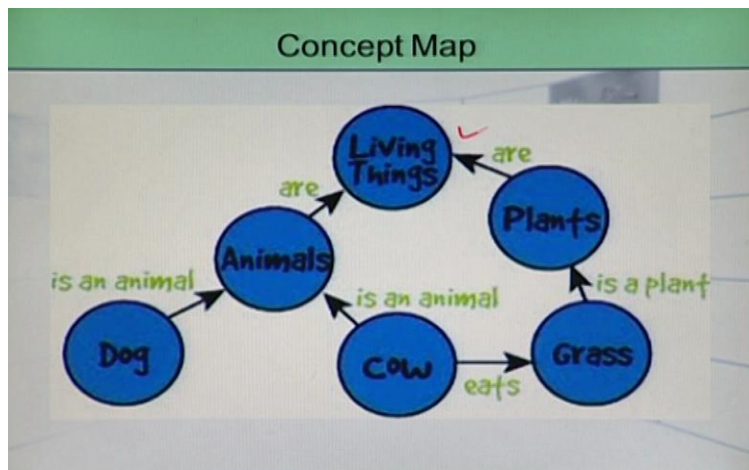 Concept Map
Living
Things
are
are
Plants
Animals
is an animal
is an animal
is a plant
Dog
Cow
eats
Grass